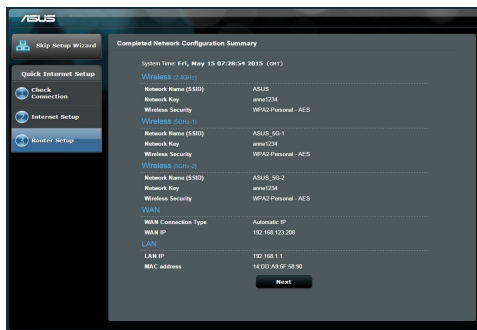 ASUS
Skip Setup Wizard
Completed Network Configuration Summary
System Time: Fri, May 15 07:28:54 2015 (GMT)
Quick Internet Setup
1 Check Connection
2 Internet Setup
3 Router Setup
Wireless (2.4GHz)
Network Name (SSID) ASUS
Network Key anne1234
Wireless Security WPA2-Personal - AES
Wireless (5GHz-1)
Network Name (SSID) ASUS_5G-1
Network Key anne1234
Wireless Security WPA2-Personal - AES
Wireless (5GHz-2)
Network Name (SSID) ASUS_5G-2
Network Key anne1234
Wireless Security WPA2-Personal - AES
WAN
WAN Connection Type Automatic IP
WAN IP 192.168.123.208
LAN
LAN IP 192.168.1.1
MAC address 14:DD:A9:6F:58:90
Next